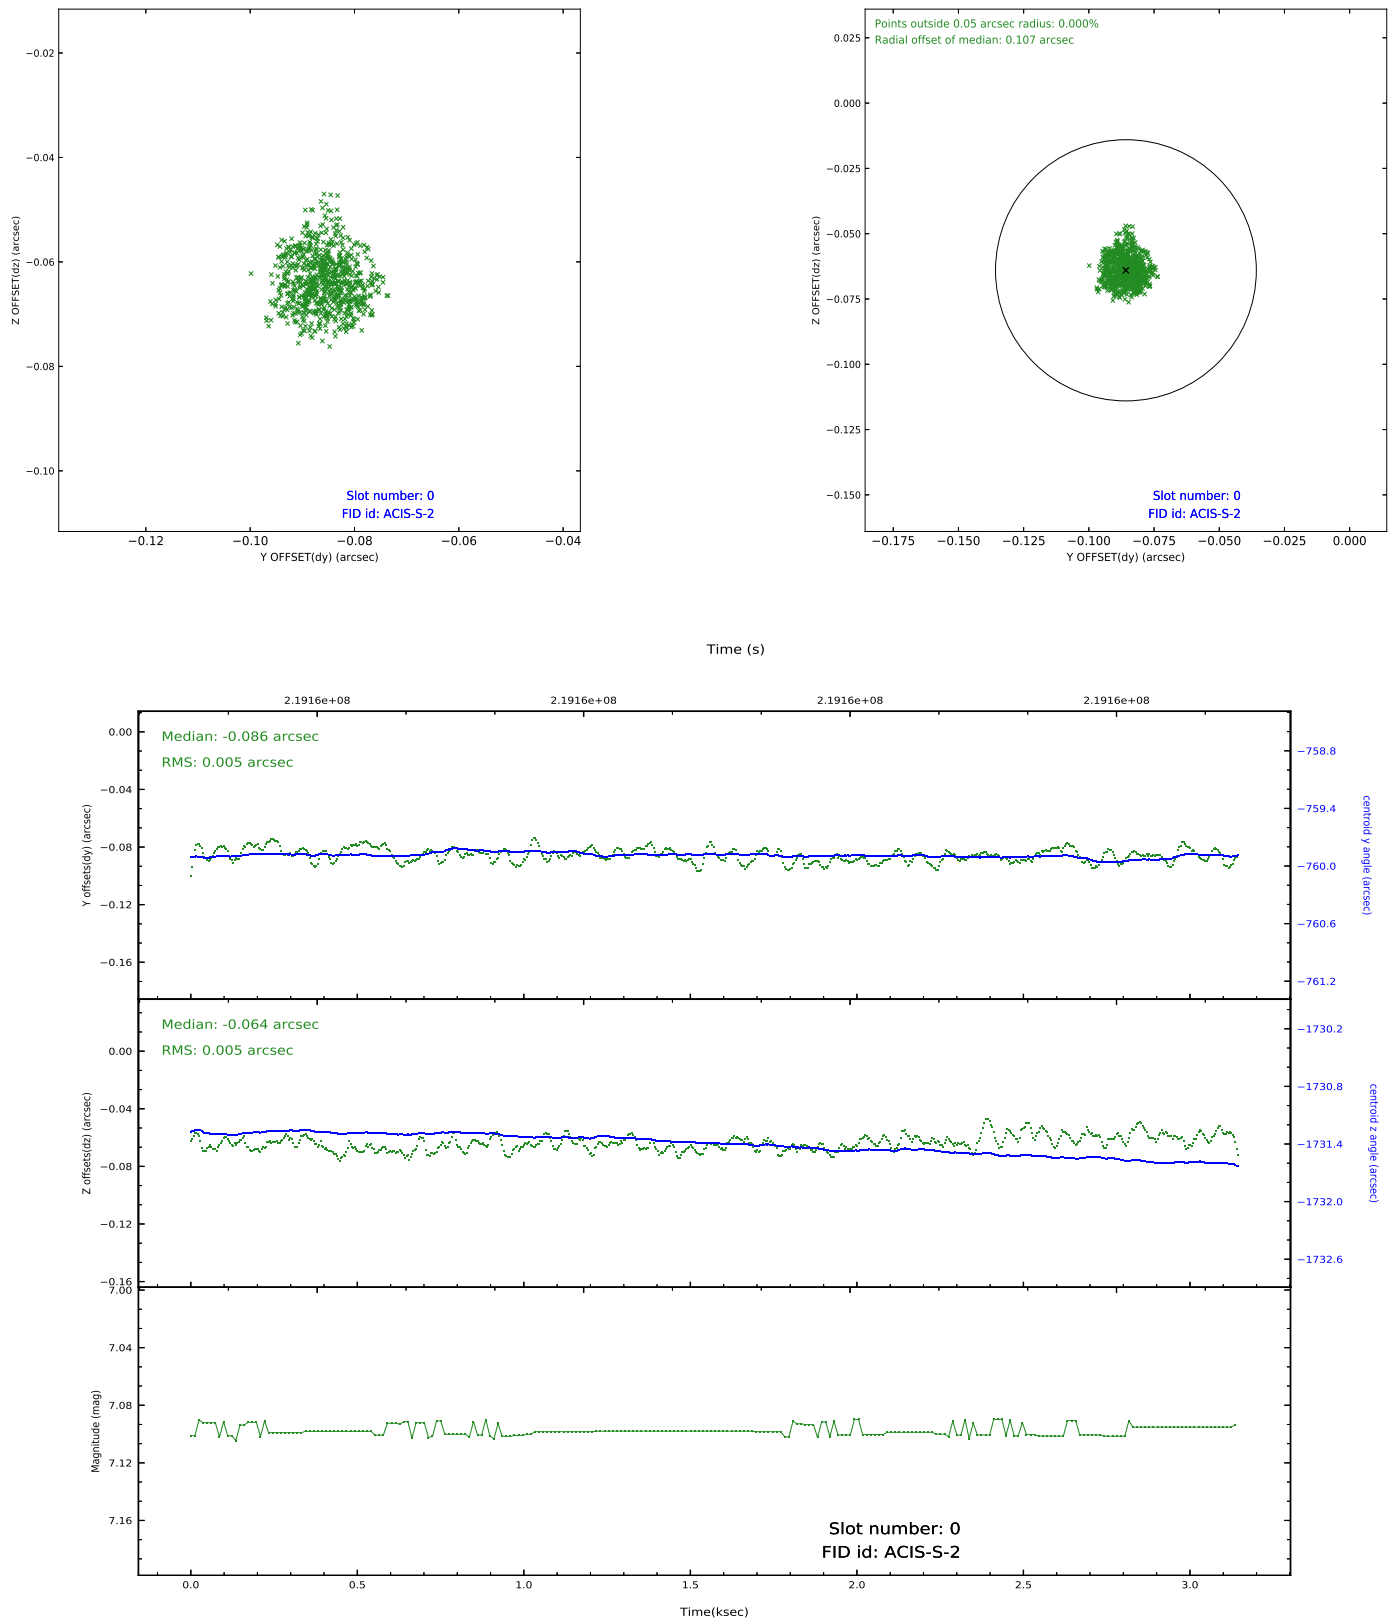 −0.02
−0.04
−0.06
−0.08
−0.10
Z OFFSET(dz) (arcsec)
Slot number: 0
FID id: ACIS-S-2
−0.12
−0.10
−0.08
−0.06
−0.04
Y OFFSET(dy) (arcsec)
Points outside 0.05 arcsec radius: 0.000%
Radial offset of median: 0.107 arcsec
0.025
0.000
−0.025
−0.050
−0.075
−0.100
−0.125
−0.150
Z OFFSET(dz) (arcsec)
Slot number: 0
FID id: ACIS-S-2
−0.175
−0.150
−0.125
−0.100
−0.075
−0.050
−0.025
0.000
Y OFFSET(dy) (arcsec)
Time (s)
2.1916e+08
2.1916e+08
2.1916e+08
2.1916e+08
Median: -0.086 arcsec
RMS: 0.005 arcsec
0.00
−0.04
−0.08
−0.12
−0.16
Y offsets(dy) (arcsec)
−758.8
−759.4
−760.0
−760.6
−761.2
centroid y angle (arcsec)
Median: -0.064 arcsec
RMS: 0.005 arcsec
0.00
−0.04
−0.08
−0.12
−0.16
Z offsets(dz) (arcsec)
−1730.2
−1730.8
−1731.4
−1732.0
−1732.6
centroid z angle (arcsec)
7.00
7.04
7.08
7.12
7.16
Magnitude (mag)
Slot number: 0
FID id: ACIS-S-2
0.0
0.5
1.0
1.5
2.0
2.5
3.0
Time(ksec)